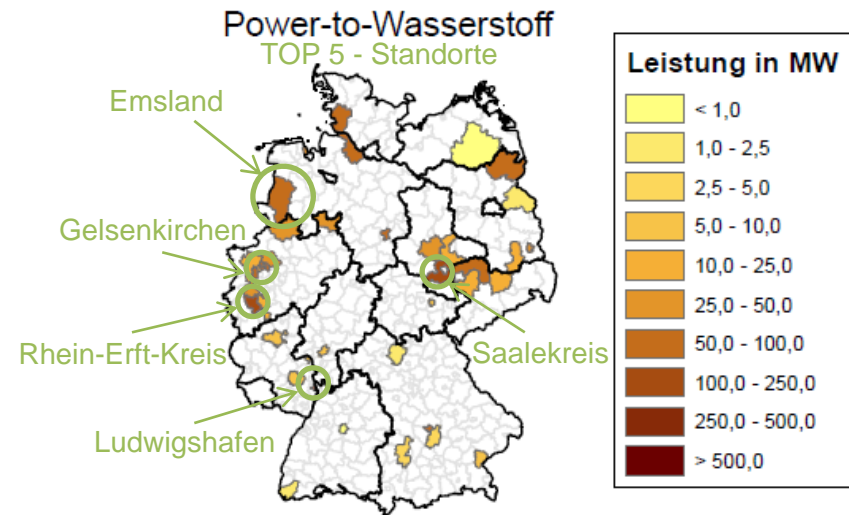 Power-to-Wasserstoff
TOP 5 - Standorte
Emsland
Gelsenkirchen
Rhein-Erft-Kreis
Ludwigshafen
Saalekreis
Leistung in MW
< 1,0
1,0 - 2,5
2,5 - 5,0
5,0 - 10,0
10,0 - 25,0
25,0 - 50,0
50,0 - 100,0
100,0 - 250,0
250,0 - 500,0
> 500,0